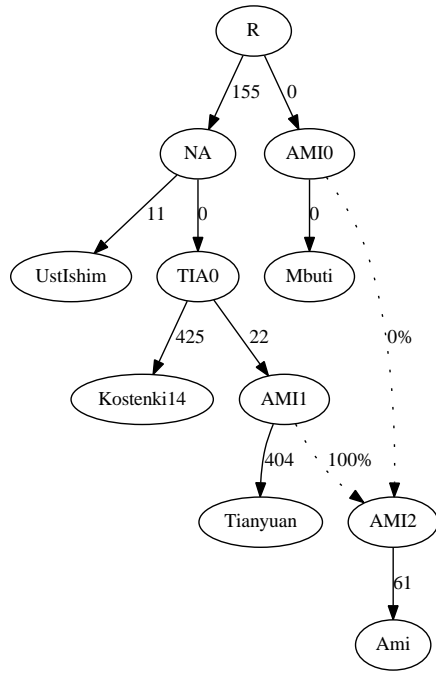 R
155
0
NA
AMI0
11
0
0
UstIshim
TIA0
Mbuti
425
22
0%
Kostenki14
AMI1
404
100%
Tianyuan
AMI2
61
Ami